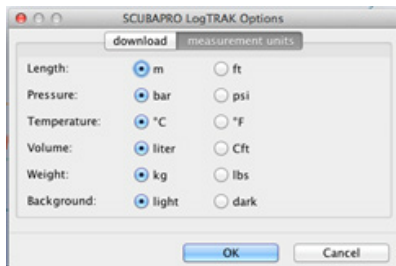 SCUBAPRO LogTRAK Options
download measurement units
Length: m ft
Pressure: bar psi
Temperature: °C °F
Volume: liter Cft
Weight: kg lbs
Background: light dark
OK Cancel